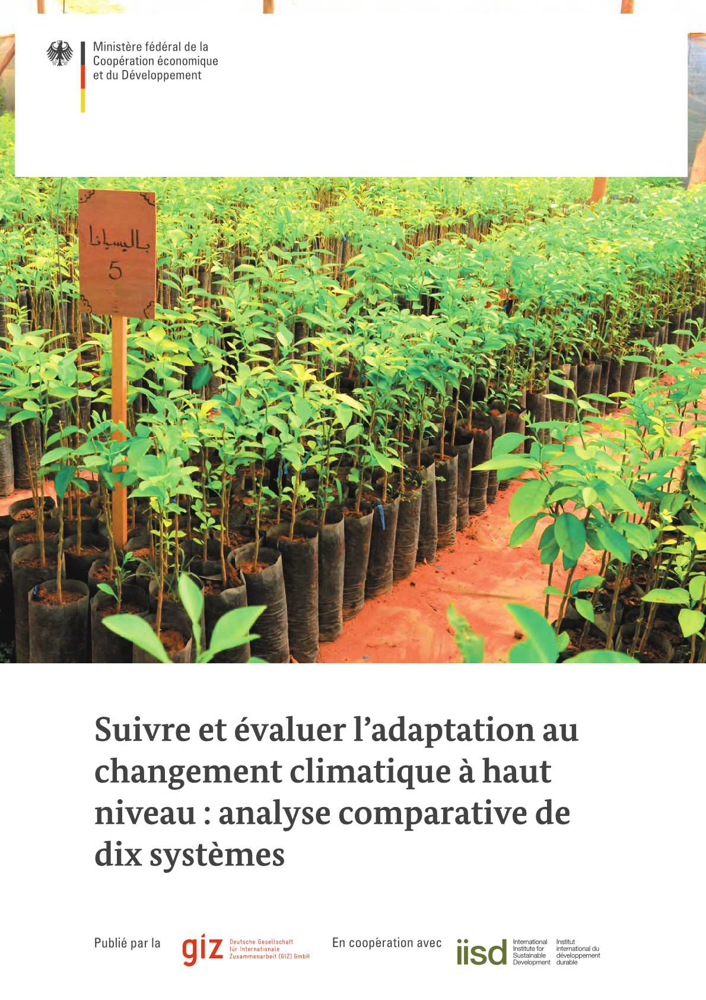 Ministère fédéral de la
Coopération économique
et du Développement
باليسيانا
5
Suivre et évaluer l’adaptation au
changement climatique à haut
niveau : analyse comparative de
dix systèmes
Publié par la
giz
Deutsche Gesellschaft
für Internationale
Zusammenarbeit (GIZ) GmbH
En coopération avec
iisd
International
Institute for
Sustainable
Development
Institut
international du
développement
durable